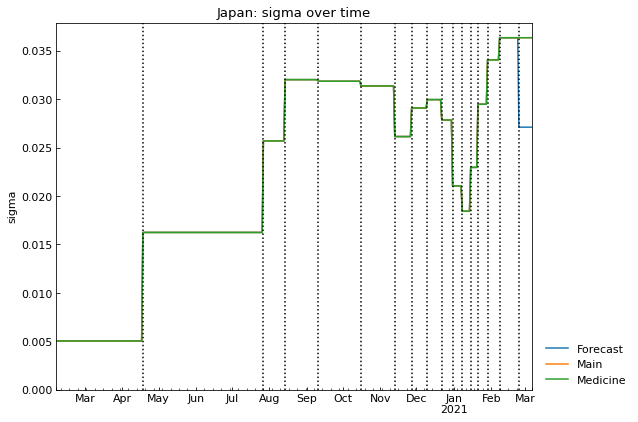 Japan: sigma over time
sigma
0.035
0.030
0.025
0.020
0.015
0.010
0.005
0.000
Mar Apr May Jun Jul Aug Sep Oct Nov Dec Jan Feb Mar
2021
Forecast
Main
Medicine